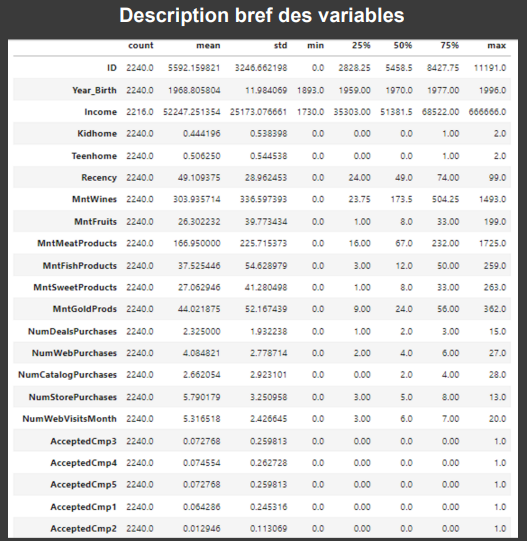 Description bref des variables
count mean std min 25% 50% 75% max
ID 2240.0 5592.159821 3246.662198 0.0 2828.25 5458.5 8427.75 11191.0
Year_Birth 2240.0 1968.805804 11.984069 1893.0 1959.00 1970.0 1977.00 1996.0
Income 2216.0 52247.251354 25173.076661 1730.0 35303.00 51381.5 68522.00 666666.0
Kidhome 2240.0 0.444196 0.538398 0.0 0.00 0.0 1.00 2.0
Teenhome 2240.0 0.506250 0.544538 0.0 0.00 0.0 1.00 2.0
Recency 2240.0 49.109375 28.962453 0.0 24.00 49.0 74.00 99.0
MntWines 2240.0 303.935714 336.597393 0.0 23.75 173.5 504.25 1493.0
MntFruits 2240.0 26.302232 39.773434 0.0 1.00 8.0 33.00 199.0
MntMeatProducts 2240.0 166.950000 225.715373 0.0 16.00 67.0 232.00 1725.0
MntFishProducts 2240.0 37.525446 54.628979 0.0 3.00 12.0 50.00 259.0
MntSweetProducts 2240.0 27.062946 41.280498 0.0 1.00 8.0 33.00 263.0
MntGoldProds 2240.0 44.021875 52.167439 0.0 9.00 24.0 56.00 362.0
NumDealsPurchases 2240.0 2.325000 1.932238 0.0 1.00 2.0 3.00 15.0
NumWebPurchases 2240.0 4.084821 2.778714 0.0 2.00 4.0 6.00 27.0
NumCatalogPurchases 2240.0 2.662054 2.923101 0.0 0.00 2.0 4.00 28.0
NumStorePurchases 2240.0 5.790179 3.250958 0.0 3.00 5.0 8.00 13.0
NumWebVisitsMonth 2240.0 5.316518 2.426645 0.0 3.00 6.0 7.00 20.0
AcceptedCmp3 2240.0 0.072768 0.259813 0.0 0.00 0.0 0.00 1.0
AcceptedCmp4 2240.0 0.074554 0.262728 0.0 0.00 0.0 0.00 1.0
AcceptedCmp5 2240.0 0.072768 0.259813 0.0 0.00 0.0 0.00 1.0
AcceptedCmp1 2240.0 0.064286 0.245316 0.0 0.00 0.0 0.00 1.0
AcceptedCmp2 2240.0 0.012946 0.113069 0.0 0.00 0.0 0.00 1.0